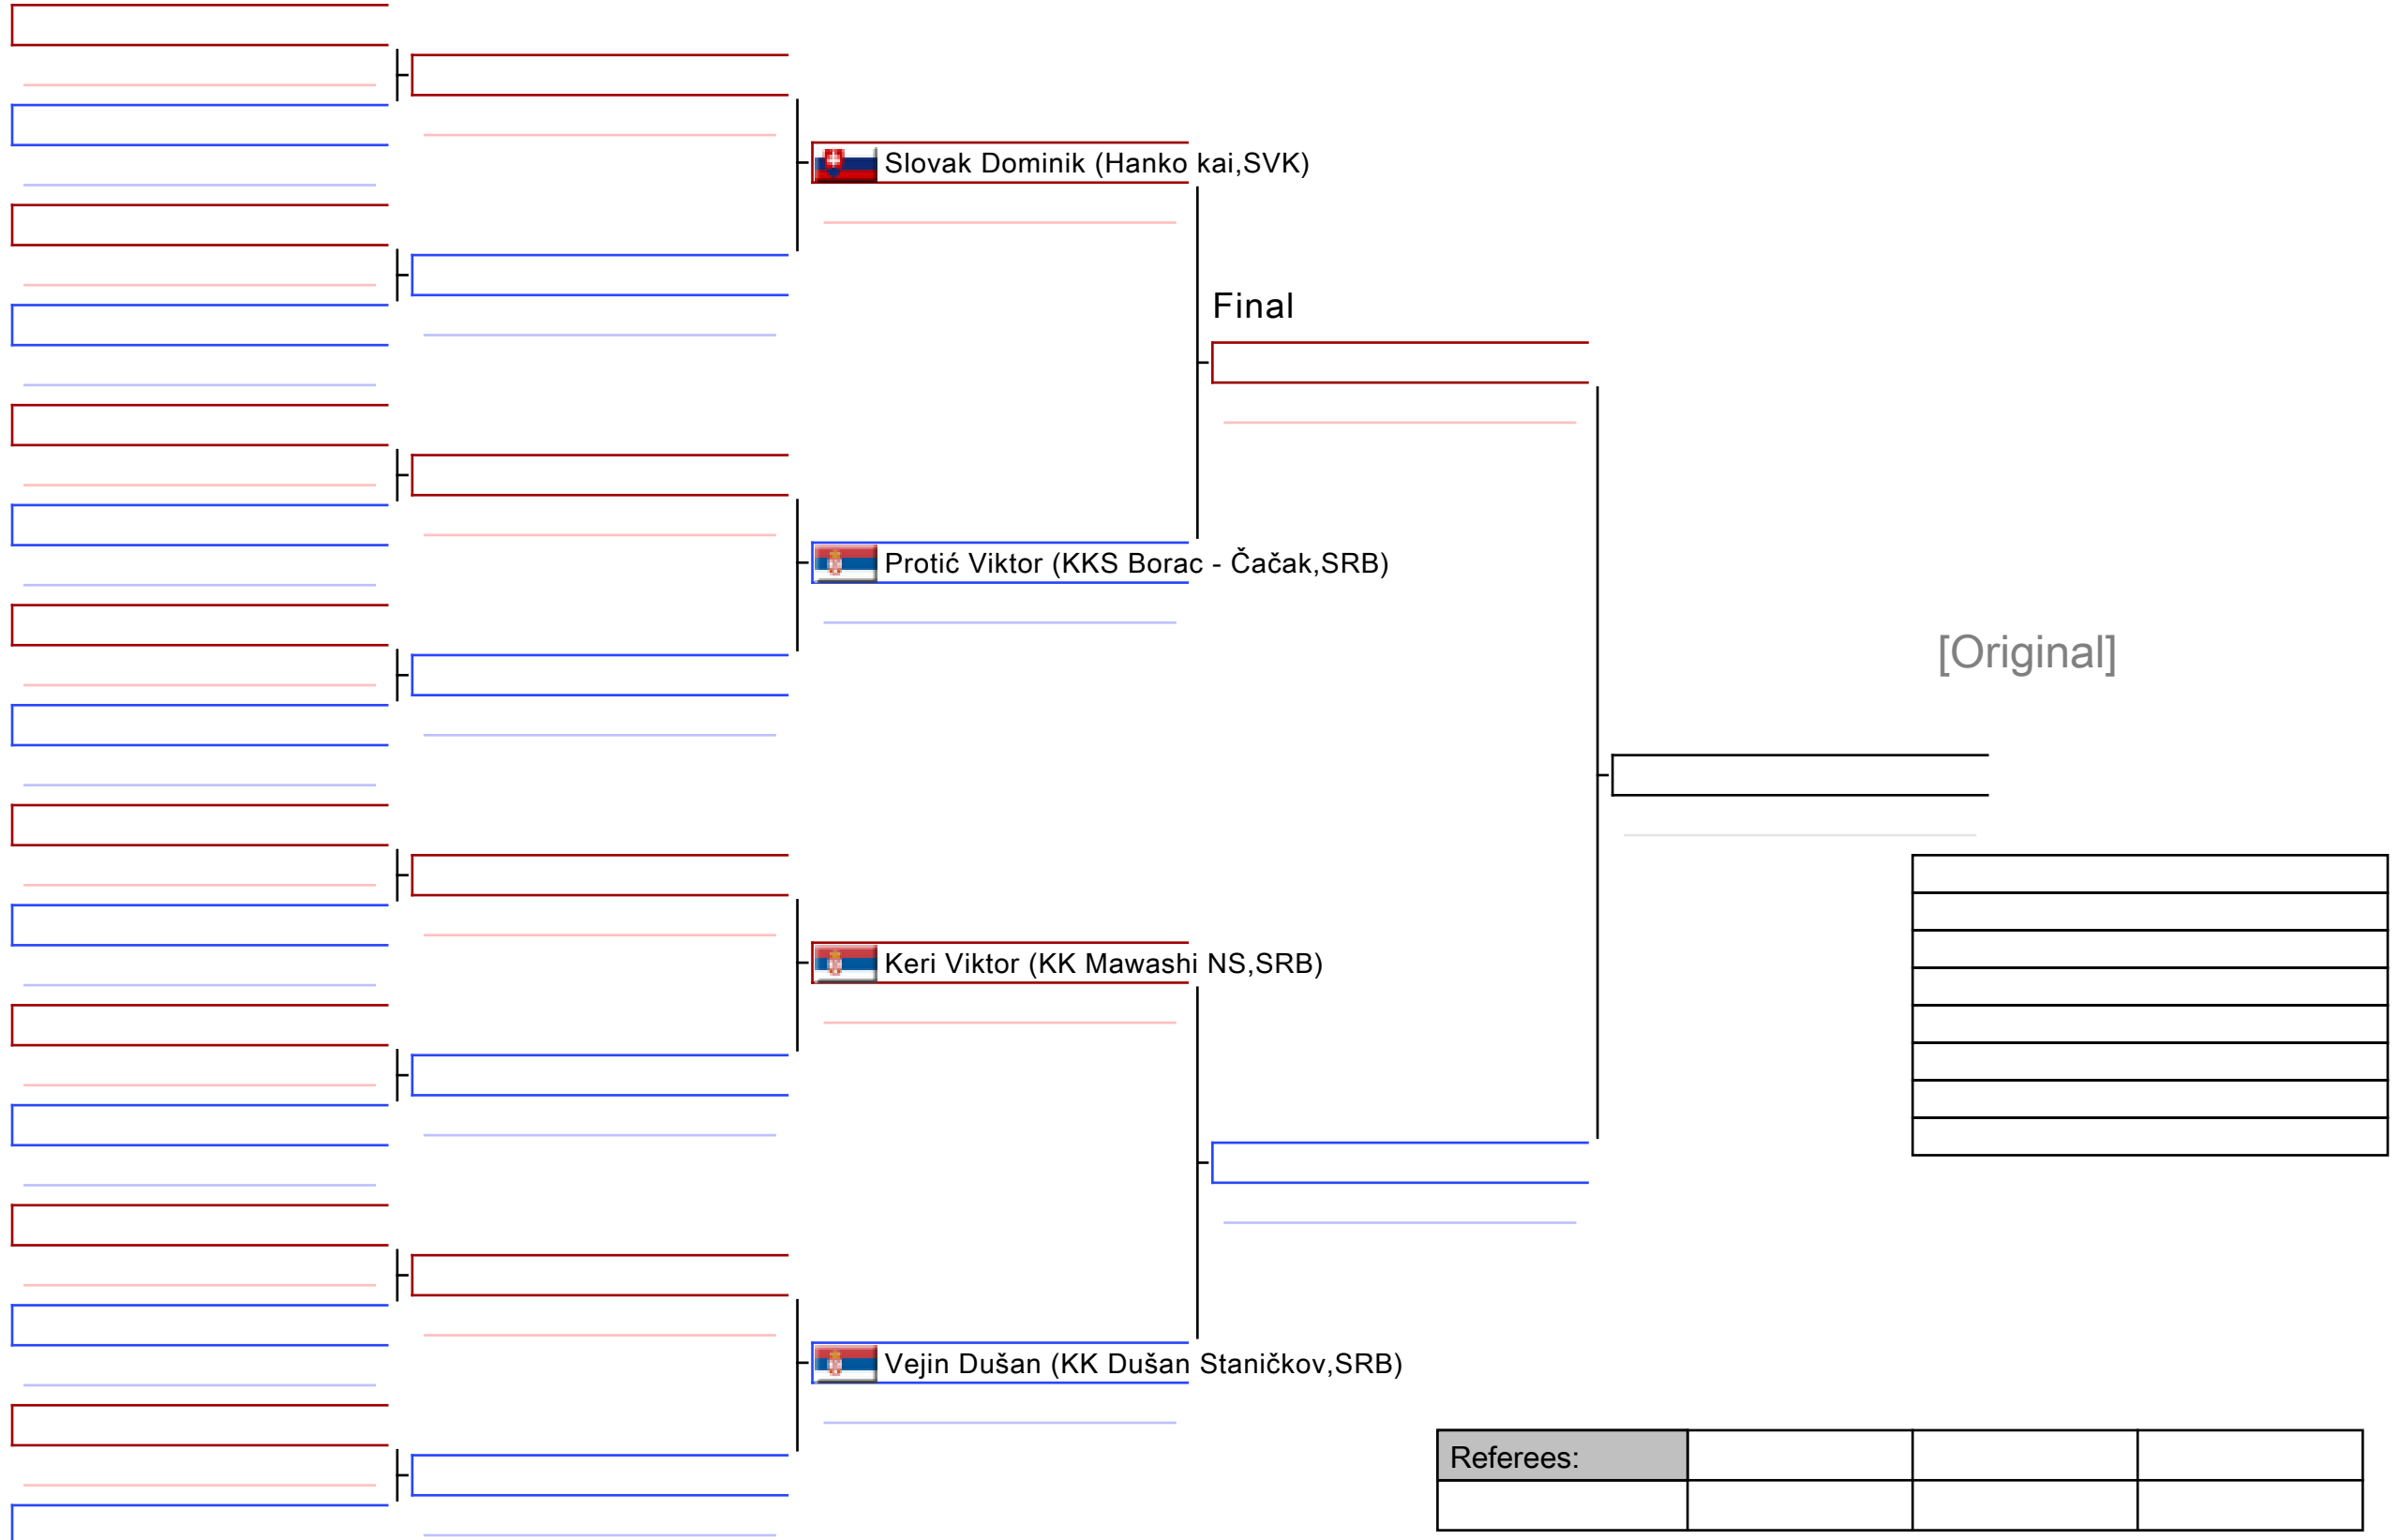 Slovak Dominik (Hanko kai,SVK)
Final
Protić Viktor (KKS Borac - Čačak,SRB)
[Original]
Keri Viktor (KK Mawashi NS,SRB)
Vejin Dušan (KK Dušan Staničkov,SRB)
Referees: